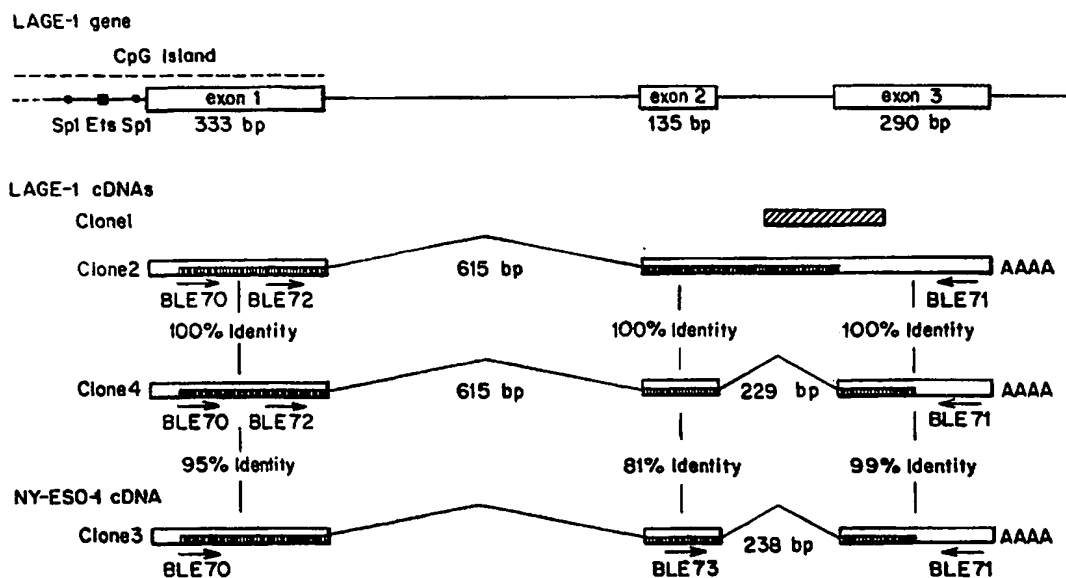 LAGE-1 gene
CpG Island
exon 1
exon 2
exon 3
Sp1 Ets Sp1
333 bp
135 bp
290 bp
LAGE-1 cDNAs
Clone1
Clone2
615 bp
AAAA
BLE70
BLE72
BLE71
100% Identity
100% Identity
100% Identity
Clone4
615 bp
229 bp
AAAA
BLE70
BLE72
BLE71
95% Identity
81% Identity
99% Identity
NY-ESO-1 cDNA
Clone3
238 bp
AAAA
BLE70
BLE73
BLE71